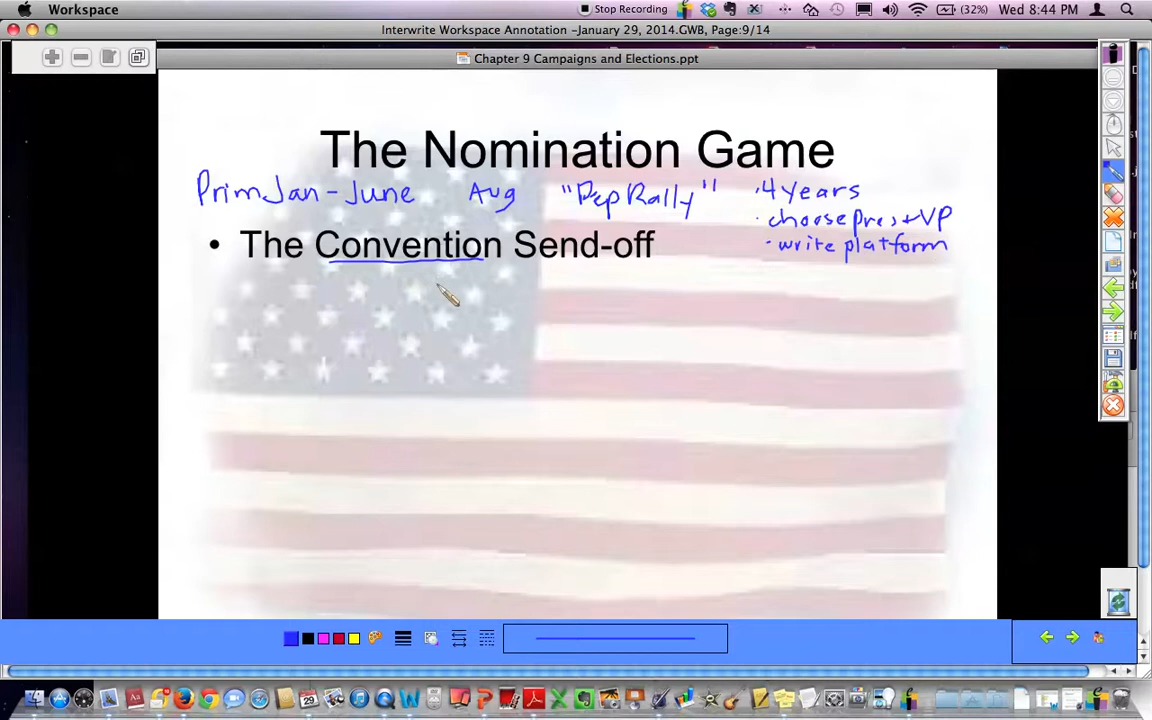 Workspace
Stop Recording
(32%)
Wed 8:44 PM
Interwrite Workspace Annotation -January 29, 2014.GWB, Page:9/14
Chapter 9 Campaigns and Elections.ppt
The Nomination Game
Prim Jan - June Aug "Pep Rally" · 4 years
· choose pres + VP
· write platform
• The Convention Send-off